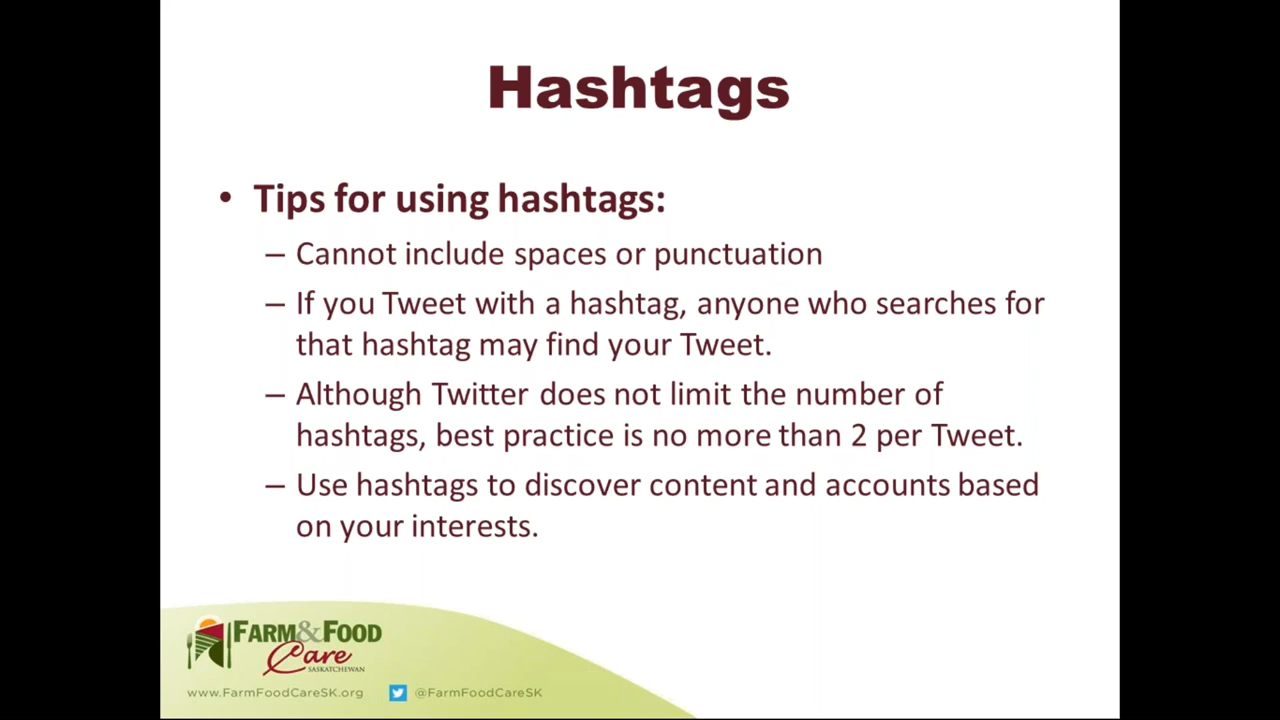 Hashtags
• Tips for using hashtags:
– Cannot include spaces or punctuation
– If you Tweet with a hashtag, anyone who searches for
that hashtag may find your Tweet.
– Although Twitter does not limit the number of
hashtags, best practice is no more than 2 per Tweet.
– Use hashtags to discover content and accounts based
on your interests.
FARM&FOOD
Care
SASKATCHEWAN
www.FarmFoodCareSK.org @FarmFoodCareSK